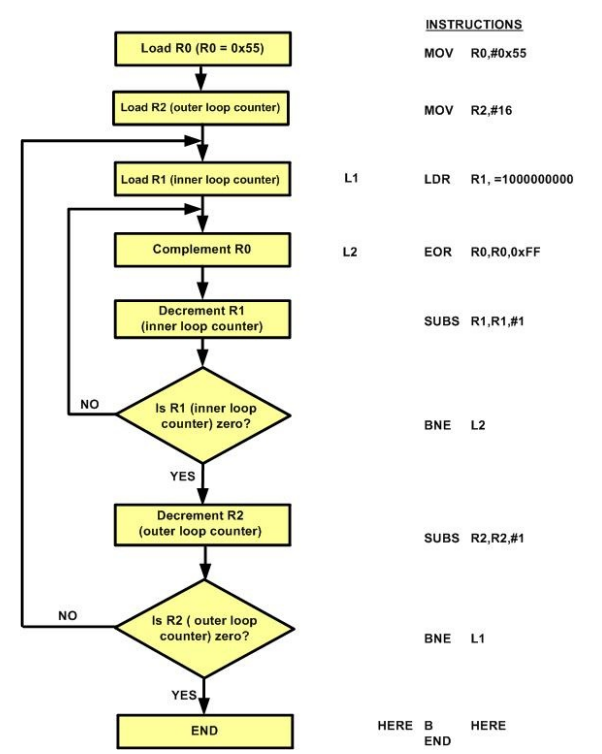 INSTRUCTIONS
Load R0 (R0 = 0x55)
MOV R0,#0x55
Load R2 (outer loop counter)
MOV R2,#16
Load R1 (inner loop counter)
L1 LDR R1, =1000000000
Complement R0
L2 EOR R0,R0,0xFF
Decrement R1
(inner loop counter)
SUBS R1,R1,#1
NO
Is R1 (inner loop
counter) zero?
BNE L2
YES
Decrement R2
(outer loop counter)
SUBS R2,R2,#1
NO
Is R2 ( outer loop
counter) zero?
BNE L1
YES
END
HERE B HERE
END